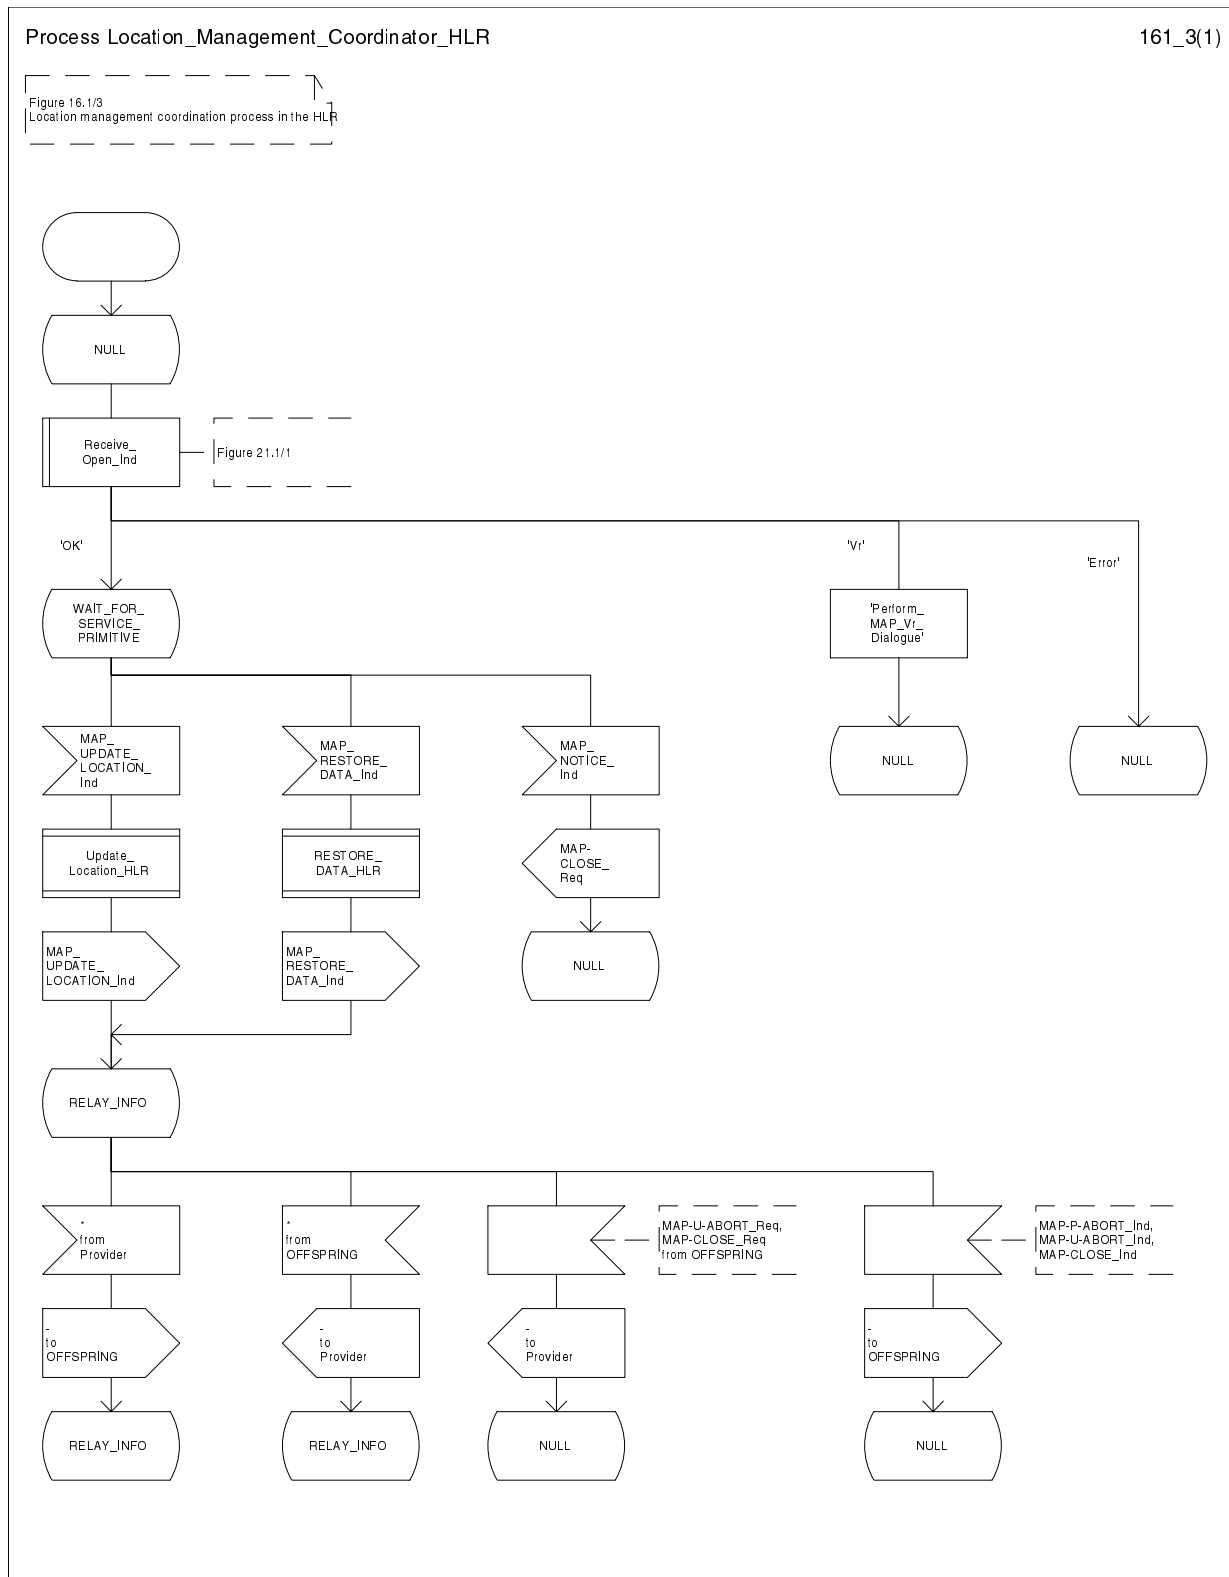 Process Location_Management_Coordinator_HLR
161_3(1)
Figure 16.1/3
Location management coordination process in the HLR
NULL
Receive_
Open_Ind
Figure 21.1/1
'OK'
'Vr'
'Error'
WAIT_FOR_
SERVICE_
PRIMITIVE
'Perform_
MAP_Vr_
Dialogue'
MAP_
UPDATE_
LOCATION_
Ind
MAP_
RESTORE_
DATA_Ind
MAP_
NOTICE_
Ind
NULL
NULL
Update_
Location_HLR
RESTORE_
DATA_HLR
MAP-
CLOSE_
Req
MAP_
UPDATE_
LOCATION_Ind
MAP_
RESTORE_
DATA_Ind
NULL
RELAY_INFO
*
from
Provider
*
from
OFFSPRING
MAP-U-ABORT_Req,
MAP-CLOSE_Req
from OFFSPRING
MAP-P-ABORT_Ind,
MAP-U-ABORT_Ind,
MAP-CLOSE_Ind
-
to
OFFSPRING
-
to
Provider
-
to
Provider
-
to
OFFSPRING
RELAY_INFO
RELAY_INFO
NULL
NULL